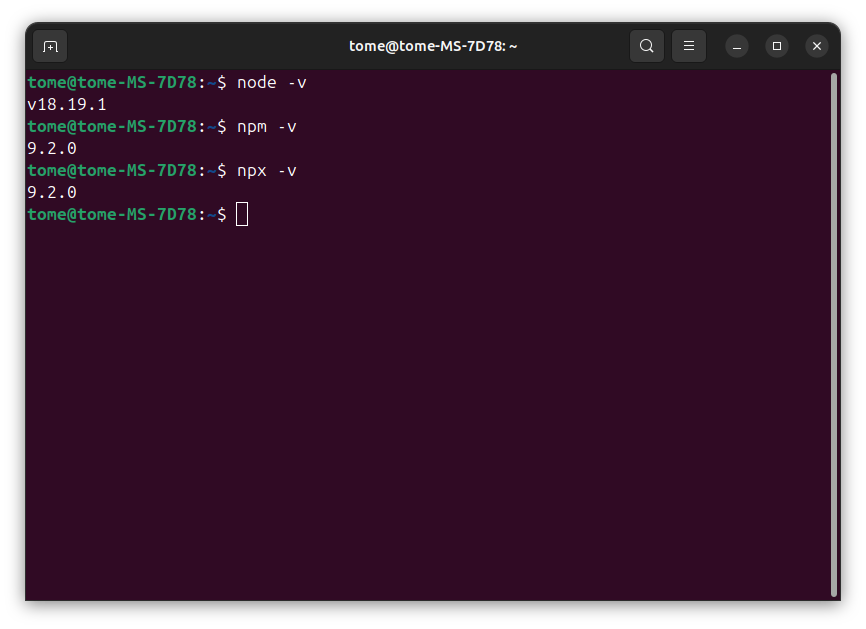 tome@tome-MS-7D78: ~
tome@tome-MS-7D78:~$ node -v
v18.19.1
tome@tome-MS-7D78:~$ npm -v
9.2.0
tome@tome-MS-7D78:~$ npx -v
9.2.0
tome@tome-MS-7D78:~$